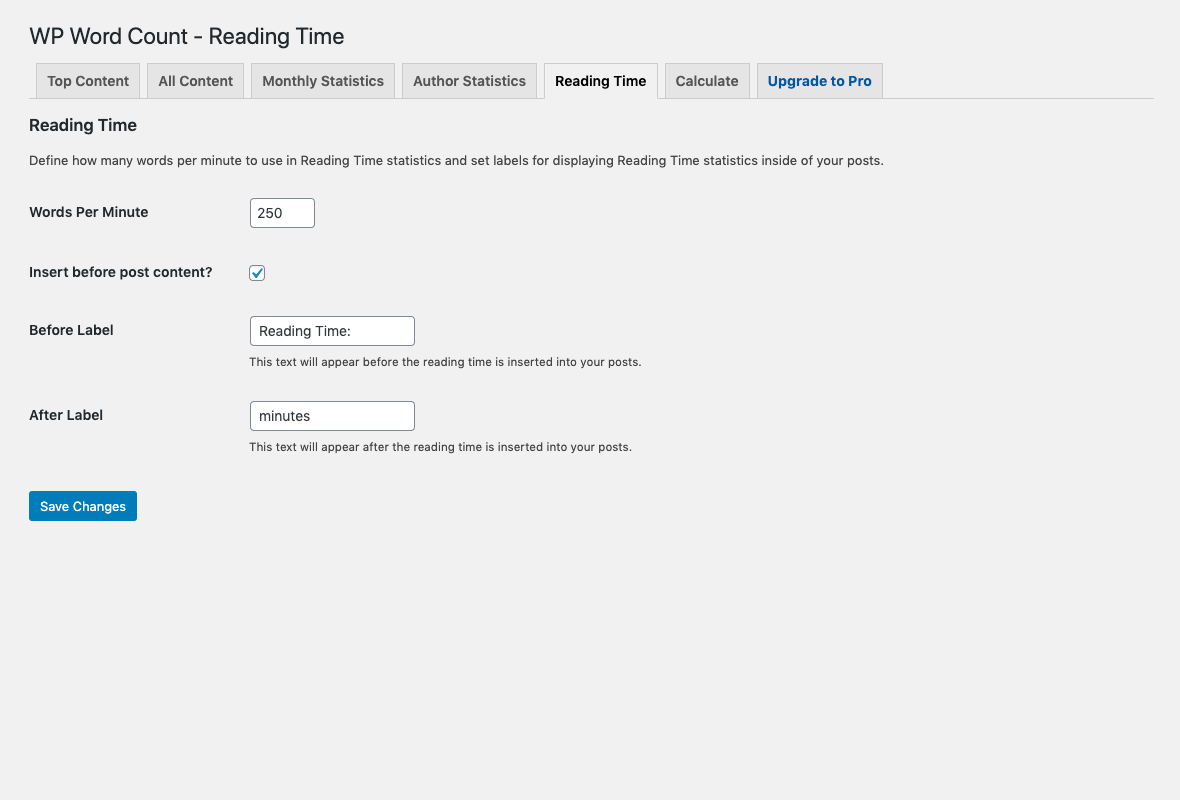 WP Word Count - Reading Time
Top Content All Content Monthly Statistics Author Statistics Reading Time Calculate Upgrade to Pro
Reading Time
Define how many words per minute to use in Reading Time statistics and set labels for displaying Reading Time statistics inside of your posts.
Words Per Minute 250
Insert before post content?
Before Label Reading Time:
This text will appear before the reading time is inserted into your posts.
After Label minutes
This text will appear after the reading time is inserted into your posts.
Save Changes